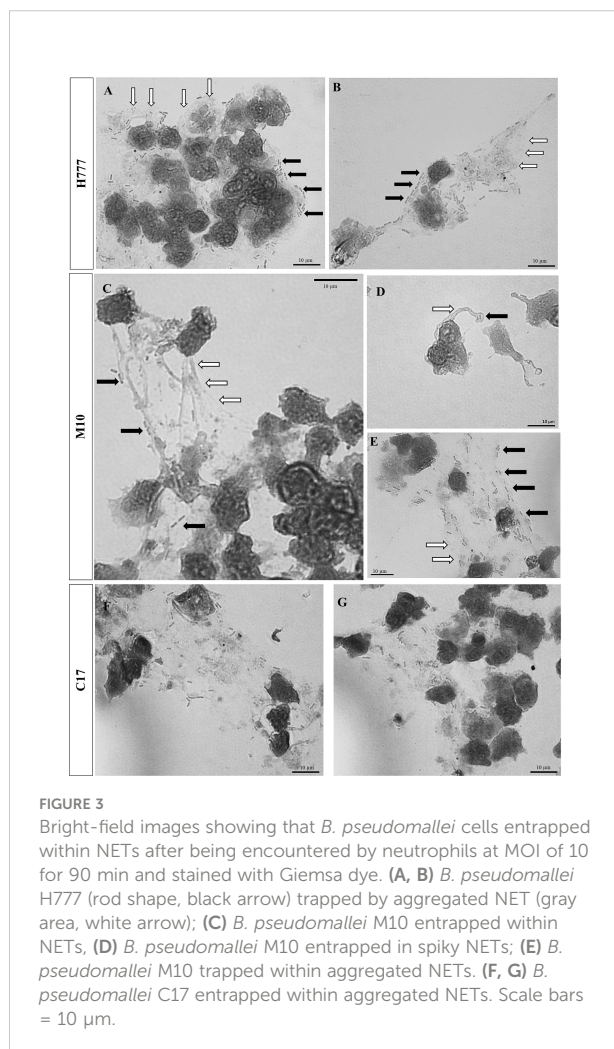 H777
A
B
10 µm
10 µm
M10
C
10 µm
D
10 µm
E
10 µm
C17
F
G
10 µm
10 µm
FIGURE 3
Bright-field images showing that B. pseudomallei cells entrapped
within NETs after being encountered by neutrophils at MOI of 10
for 90 min and stained with Giemsa dye. (A, B) B. pseudomallei
H777 (rod shape, black arrow) trapped by aggregated NET (gray
area, white arrow); (C) B. pseudomallei M10 entrapped within
NETs, (D) B. pseudomallei M10 entrapped in spiky NETs; (E) B.
pseudomallei M10 trapped within aggregated NETs. (F, G) B.
pseudomallei C17 entrapped within aggregated NETs. Scale bars
= 10 µm.